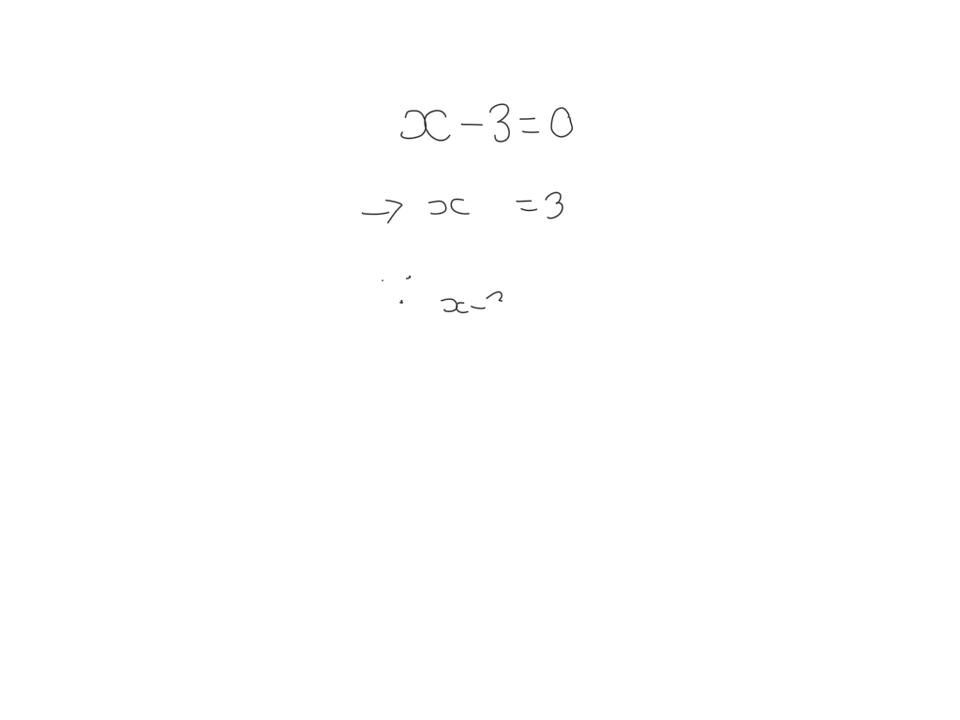 x - 3 = 0
→ x = 3
∵ x -